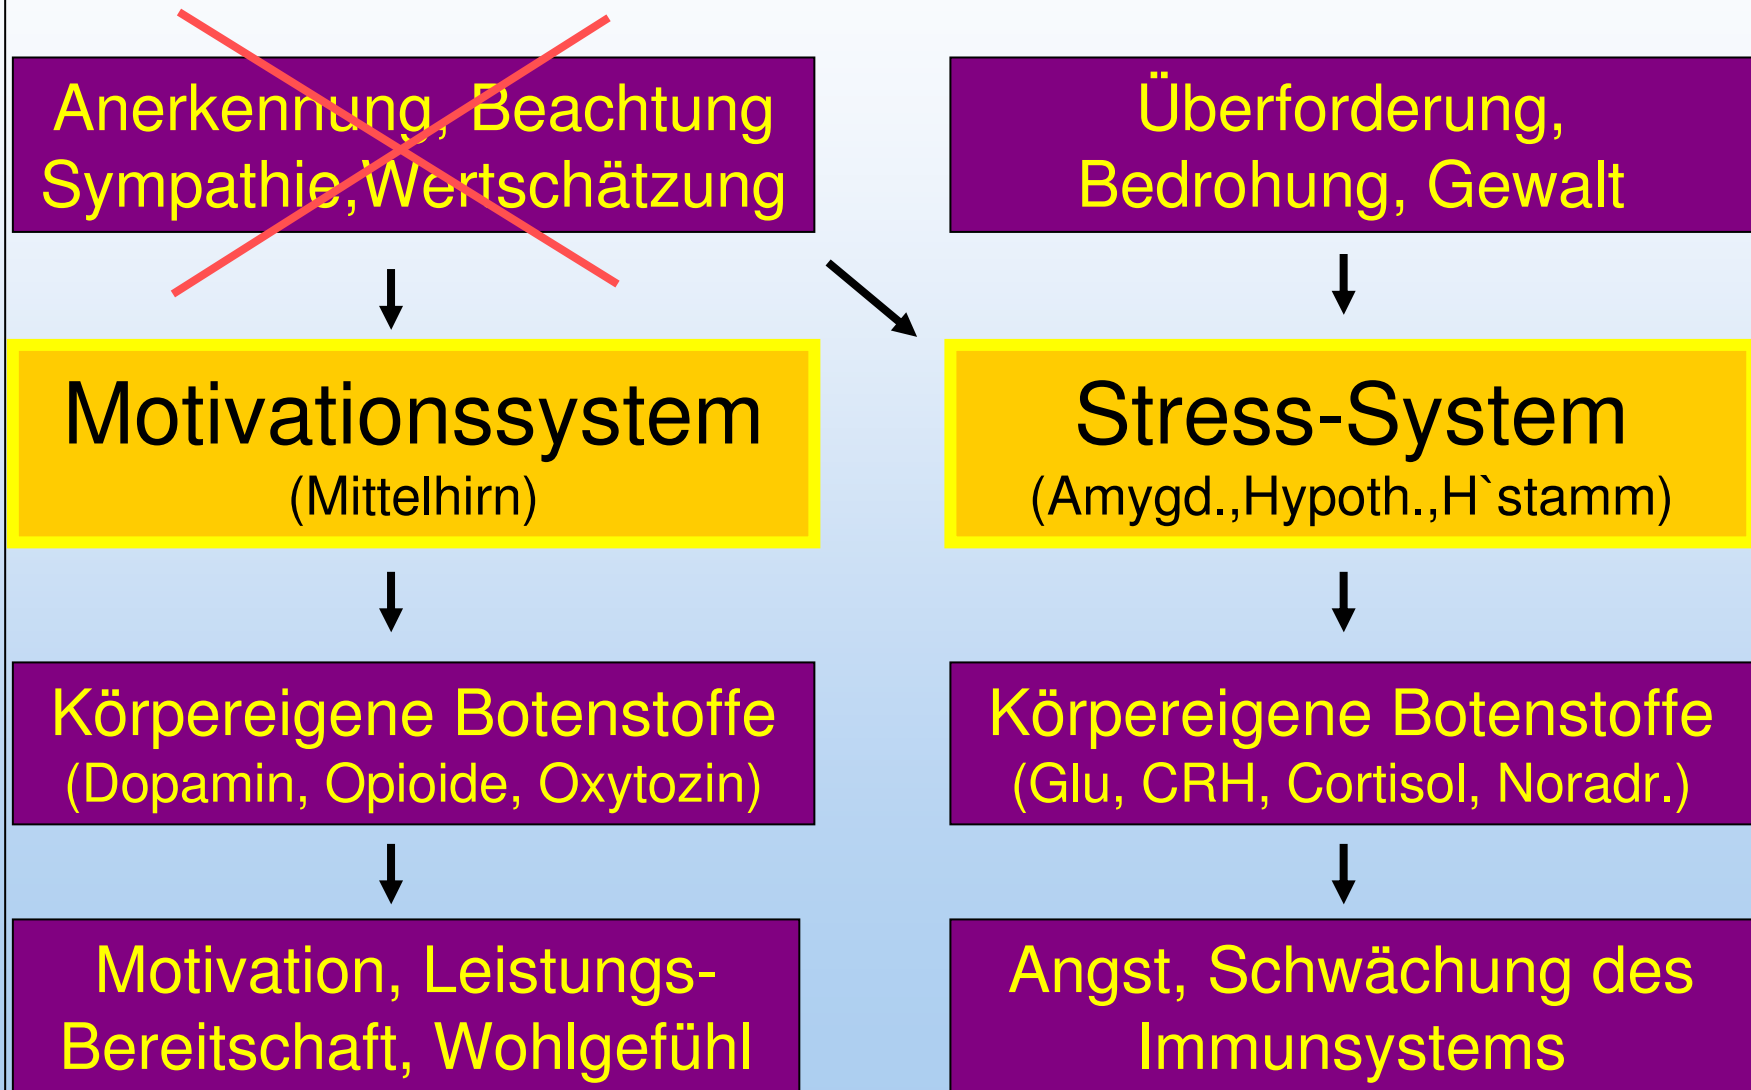 Anerkennung, Beachtung
Sympathie,Wertschätzung
Überforderung,
Bedrohung, Gewalt
Motivationssystem
(Mittelhirn)
Stress-System
(Amygd.,Hypoth.,H`stamm)
Körpereigene Botenstoffe
(Dopamin, Opioide, Oxytozin)
Körpereigene Botenstoffe
(Glu, CRH, Cortisol, Noradr.)
Motivation, Leistungs-
Bereitschaft, Wohlgefühl
Angst, Schwächung des
Immunsystems